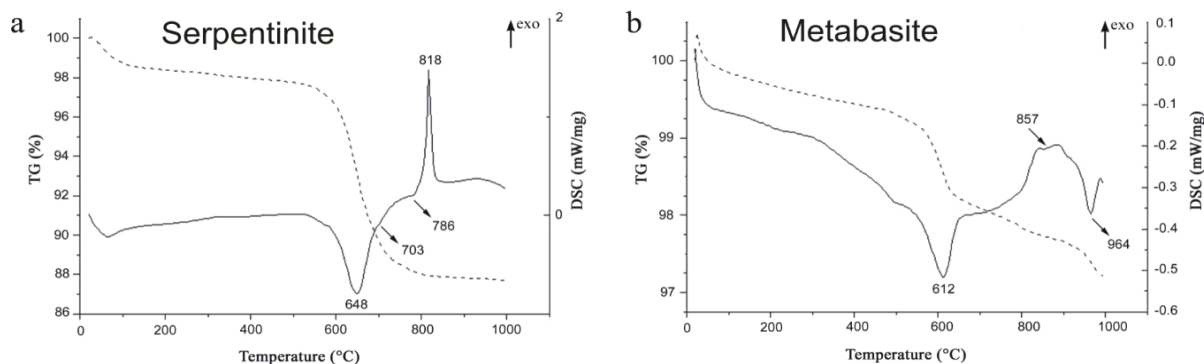 a
Serpentinite
exo
TG (%)
100
98
96
94
92
90
88
86
2
0
DSC (mW/mg)
818
786
703
648
0 200 400 600 800 1000
Temperature (°C)
b
Metabasite
exo
TG (%)
100
99
98
97
0.1
0.0
-0.1
-0.2
-0.3
-0.4
-0.5
-0.6
DSC (mW/mg)
857
964
612
0 200 400 600 800 1000
Temperature (°C)